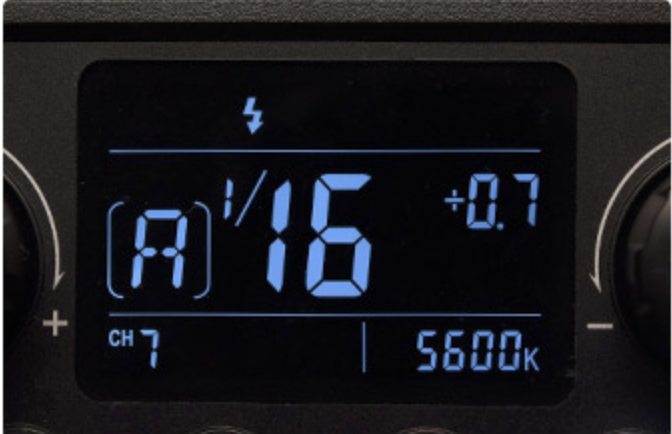 1/16 ÷0.7
[A]
+ −
CH 7 5600K